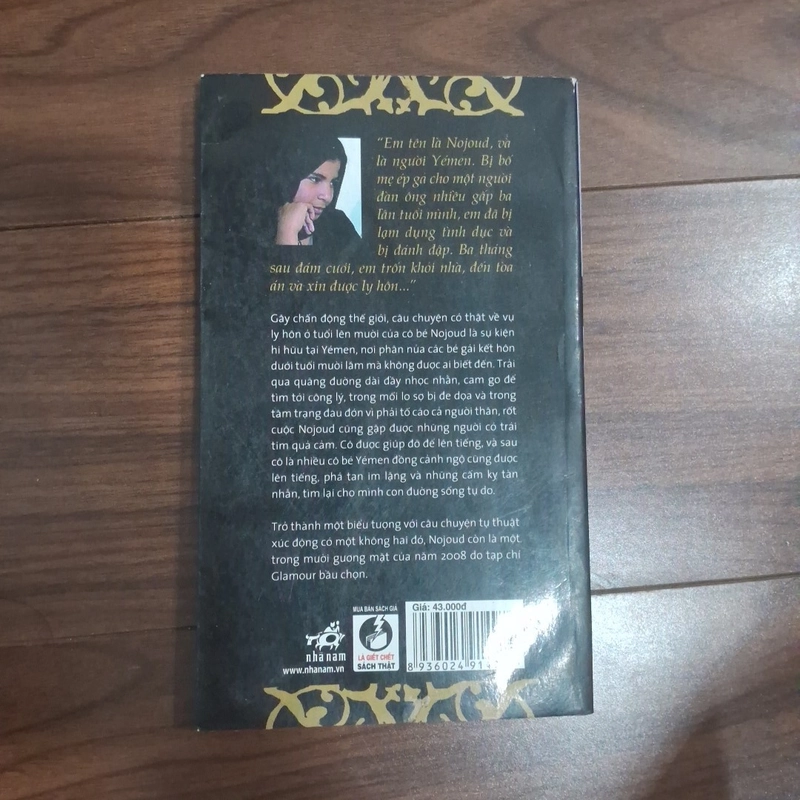 “Em tên là Nojoud, và
là người Yémen. Bị bố
mẹ ép gả cho một người
đàn ông nhiều gấp ba
lần tuổi mình, em đã bị
lạm dụng tình dục và
bị đánh đập. Ba tháng
sau đám cưới, em trốn khỏi nhà, đến tòa
án và xin được ly hôn...”
Gây chấn động thế giới, câu chuyện có thật về vụ
ly hôn ở tuổi lên mười của cô bé Nojoud là sự kiện
hi hữu tại Yémen, nơi phân nửa các bé gái kết hôn
dưới tuổi mười lăm mà không được ai biết đến. Trải
qua quãng đường dài đầy nhọc nhằn, cam go để
tìm tới công lý, trong mối lo sợ bị đe dọa và trong
tâm trạng đau đớn vì phải tố cáo cả người thân, rốt
cuộc Nojoud cũng gặp được những người có trái
tim quả cảm. Cô được giúp đỡ để lên tiếng, và sau
cô là nhiều cô bé Yémen đồng cảnh ngộ cũng được
lên tiếng, phá tan im lặng và những cấm kỵ tàn
nhẫn, tìm lại cho mình con đường sống tự do.
Trở thành một biểu tượng với câu chuyện tự thuật
xúc động có một không hai đó, Nojoud còn là một
trong mười gương mặt của năm 2008 do tạp chí
Glamour bầu chọn.
nhã nam
www.nhanam.vn
MUA BÁN SÁCH GIẢ
LÀ GIẾT CHẾT
SÁCH THẬT
Giá: 43.000đ
8 936024 91